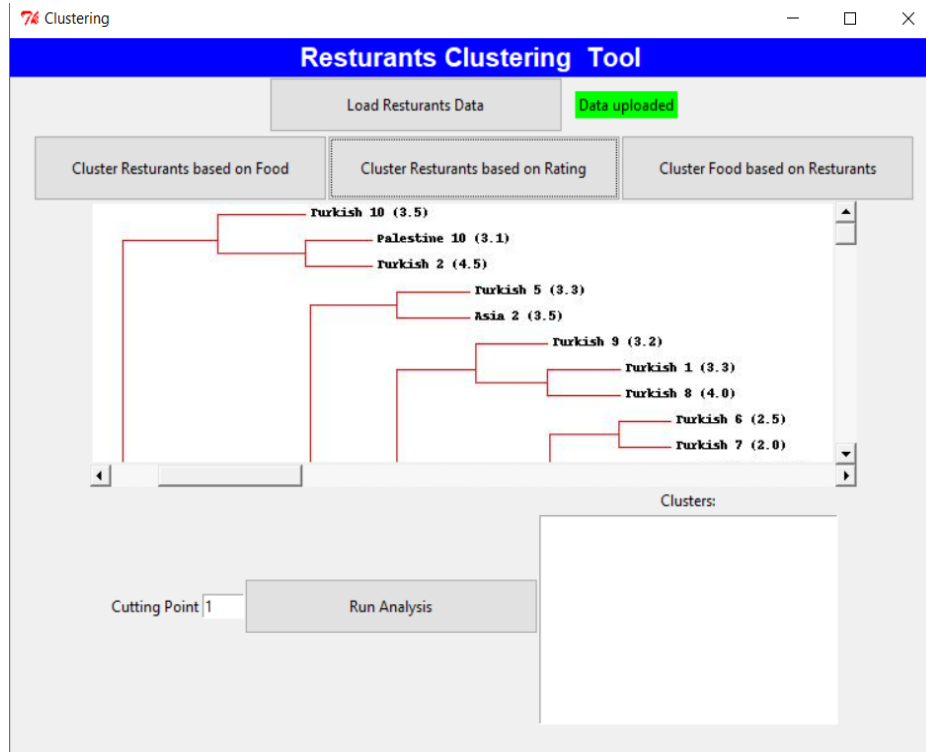 Clustering
Resturants Clustering Tool
Load Resturants Data
Data uploaded
Cluster Resturants based on Food
Cluster Resturants based on Rating
Cluster Food based on Resturants
Turkish 10 (3.5)
Palestine 10 (3.1)
Turkish 2 (4.5)
Turkish 5 (3.3)
Asia 2 (3.5)
Turkish 9 (3.2)
Turkish 1 (3.3)
Turkish 8 (4.0)
Turkish 6 (2.5)
Turkish 7 (2.0)
Clusters:
Cutting Point 1
Run Analysis